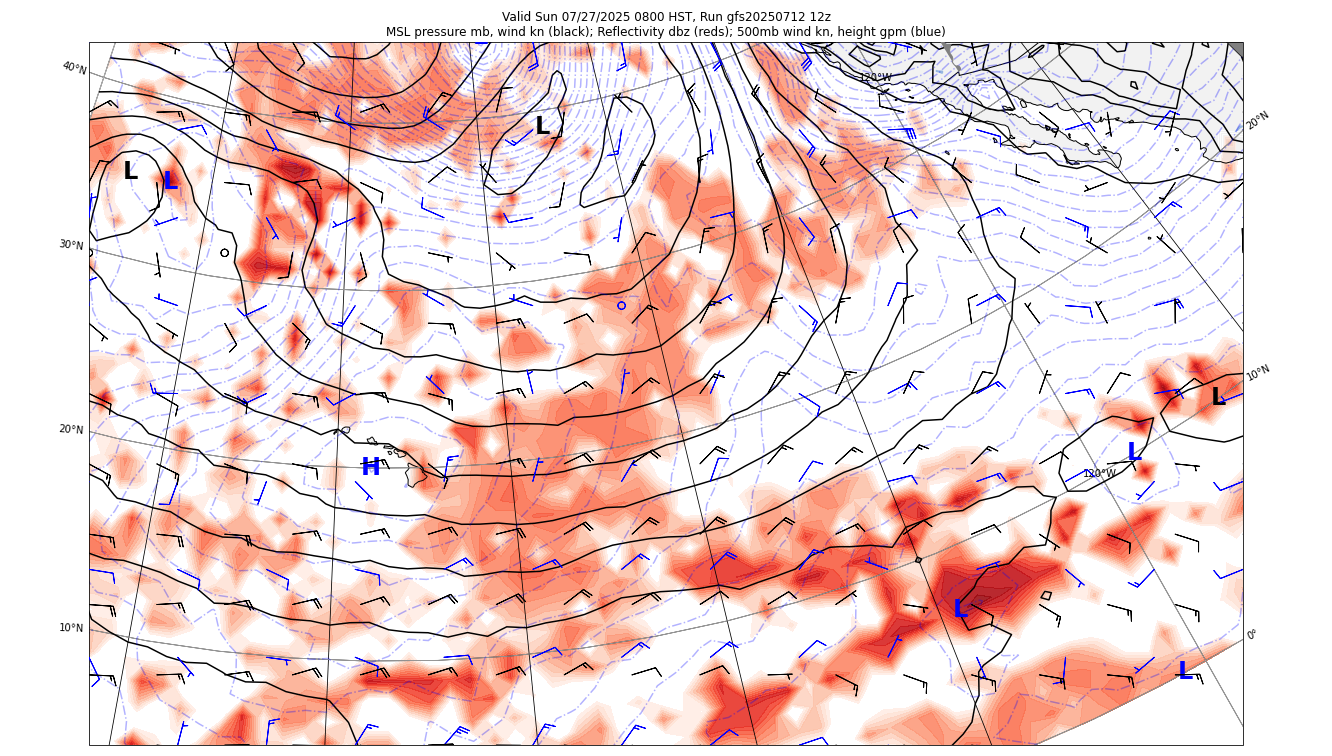 Valid Sun 07/27/2025 0800 HST, Run gfs20250712 12z
MSL pressure mb, wind kn (black); Reflectivity dbz (reds); 500mb wind kn, height gpm (blue)
40°N
120°W
20°N
L
L
L
30°N
10°N
L
20°N
L
H
120°W
L
10°N
0°
L